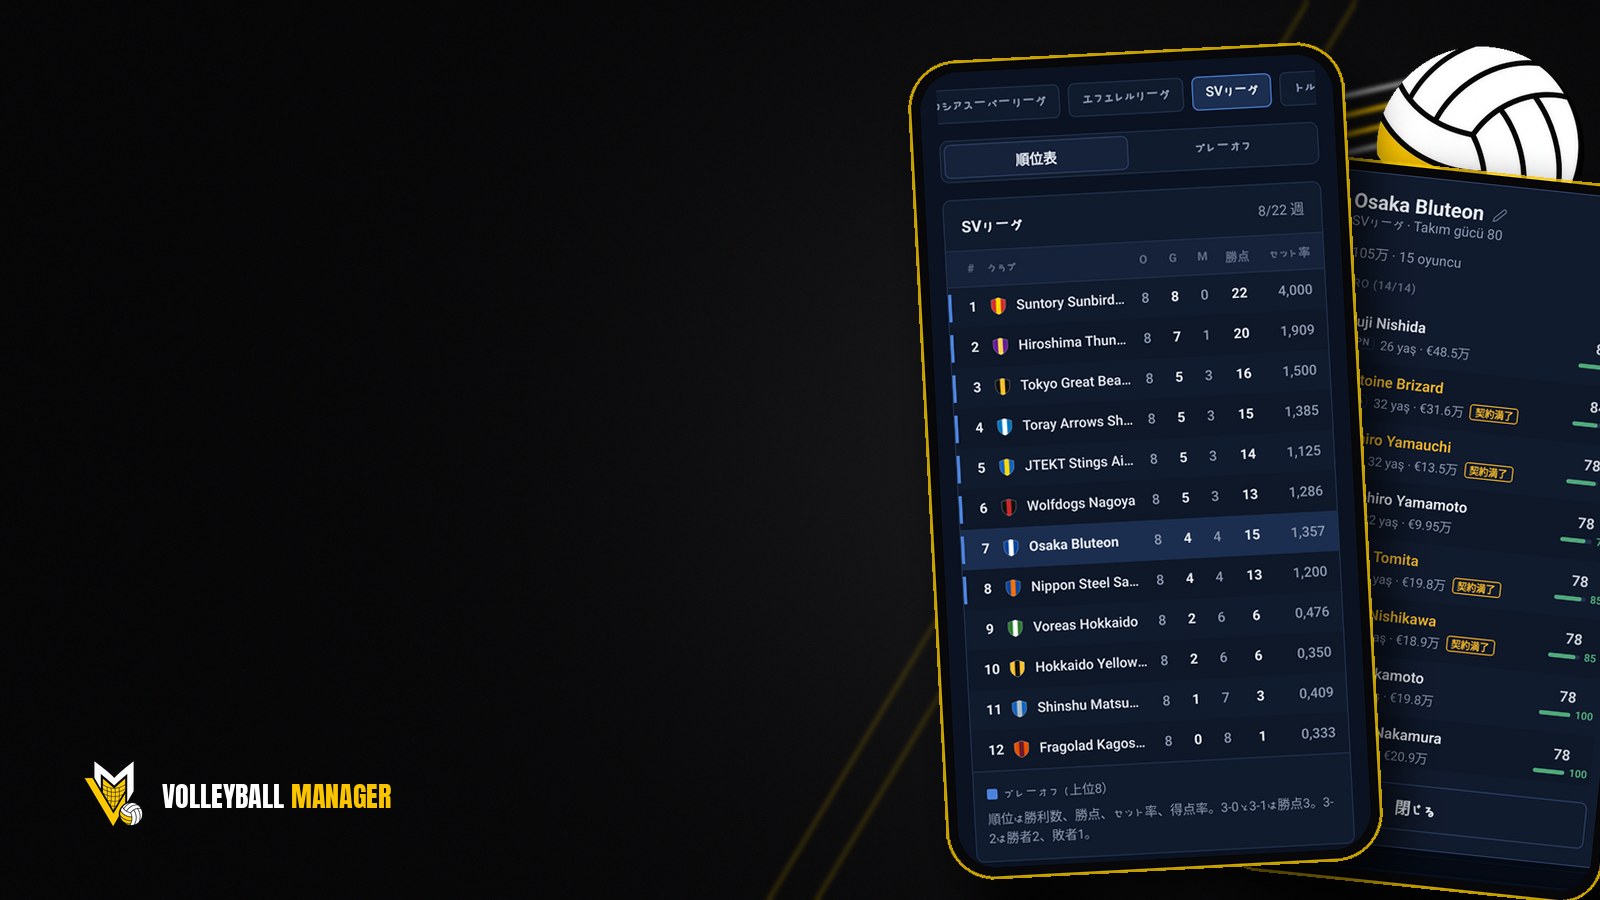 シアスーパーリーグ
エフエレルリーグ
SVリーグ
トル
順位表
プレーオフ
SVリーグ
8/22 週
# クラブ O G M 勝点 セット率
1 Suntory Sunbird... 8 8 0 22 4,000
2 Hiroshima Thun... 8 7 1 20 1,909
3 Tokyo Great Bea... 8 5 3 16 1,500
4 Toray Arrows Sh... 8 5 3 15 1,385
5 JTEKT Stings Ai... 8 5 3 14 1,125
6 Wolfdogs Nagoya 8 5 3 13 1,286
7 Osaka Bluteon 8 4 4 15 1,357
8 Nippon Steel Sa... 8 4 4 13 1,200
9 Voreas Hokkaido 8 2 6 6 0,476
10 Hokkaido Yellow... 8 2 6 6 0,350
11 Shinshu Matsu... 8 1 7 3 0,409
12 Fragolad Kagos... 8 0 8 1 0,333
プレーオフ (上位8)
順位は勝利数、勝点、セット率、得点率。3-0と3-1は勝点3。3-
2は勝者2、敗者1。
Osaka Bluteon
SVリーグ · Takım gücü 80
105万 · 15 oyuncu
RO (14/14)
uji Nishida
26 yaş · €48.5万
toine Brizard
32 yaş · €31.6万 契約満了
84
iro Yamauchi
32 yaş · €13.5万 契約満了
78
hiro Yamamoto
2 yaş · €9.95万
78
Tomita
yaş · €19.8万 契約満了
78
85
Nishikawa
aş · €18.9万 契約満了
78
85
kamoto
· €19.8万
78
100
Nakamura
€20.9万
78
100
閉じる
VOLLEYBALL MANAGER